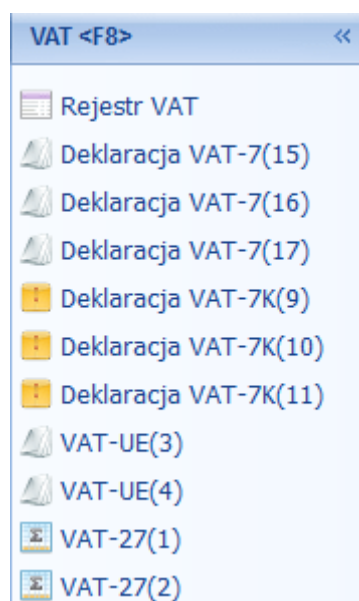 VAT <F8> «
Rejestr VAT
Deklaracja VAT-7(15)
Deklaracja VAT-7(16)
Deklaracja VAT-7(17)
Deklaracja VAT-7K(9)
Deklaracja VAT-7K(10)
Deklaracja VAT-7K(11)
VAT-UE(3)
VAT-UE(4)
VAT-27(1)
VAT-27(2)